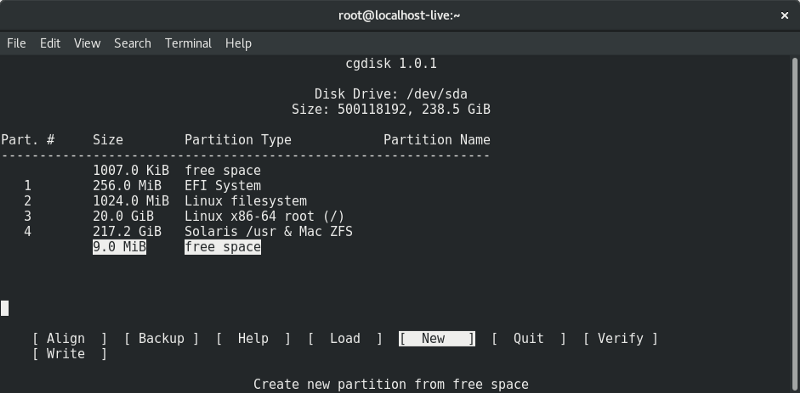 root@localhost-live:~ ×
File Edit View Search Terminal Help
cgdisk 1.0.1
Disk Drive: /dev/sda
Size: 500118192, 238.5 GiB
Part. # Size Partition Type Partition Name
----------------------------------------------------------------
1007.0 KiB free space
1 256.0 MiB EFI System
2 1024.0 MiB Linux filesystem
3 20.0 GiB Linux x86-64 root (/)
4 217.2 GiB Solaris /usr & Mac ZFS
9.0 MiB free space
[ Align ] [ Backup ] [ Help ] [ Load ] [ New ] [ Quit ] [ Verify ]
[ Write ]
Create new partition from free space